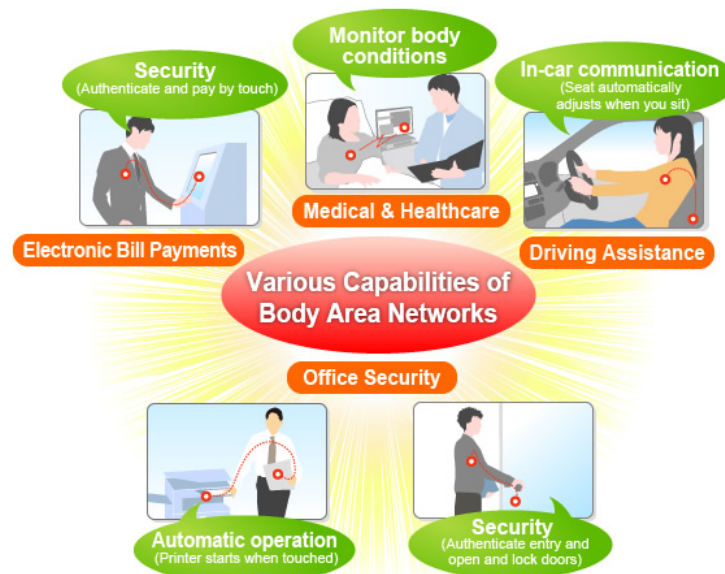 Security
(Authenticate and pay by touch)
Monitor body
conditions
In-car communication
(Seat automatically
adjusts when you sit)
Electronic Bill Payments
Medical & Healthcare
Driving Assistance
Various Capabilities of
Body Area Networks
Office Security
Automatic operation
(Printer starts when touched)
Security
(Authenticate entry and
open and lock doors)